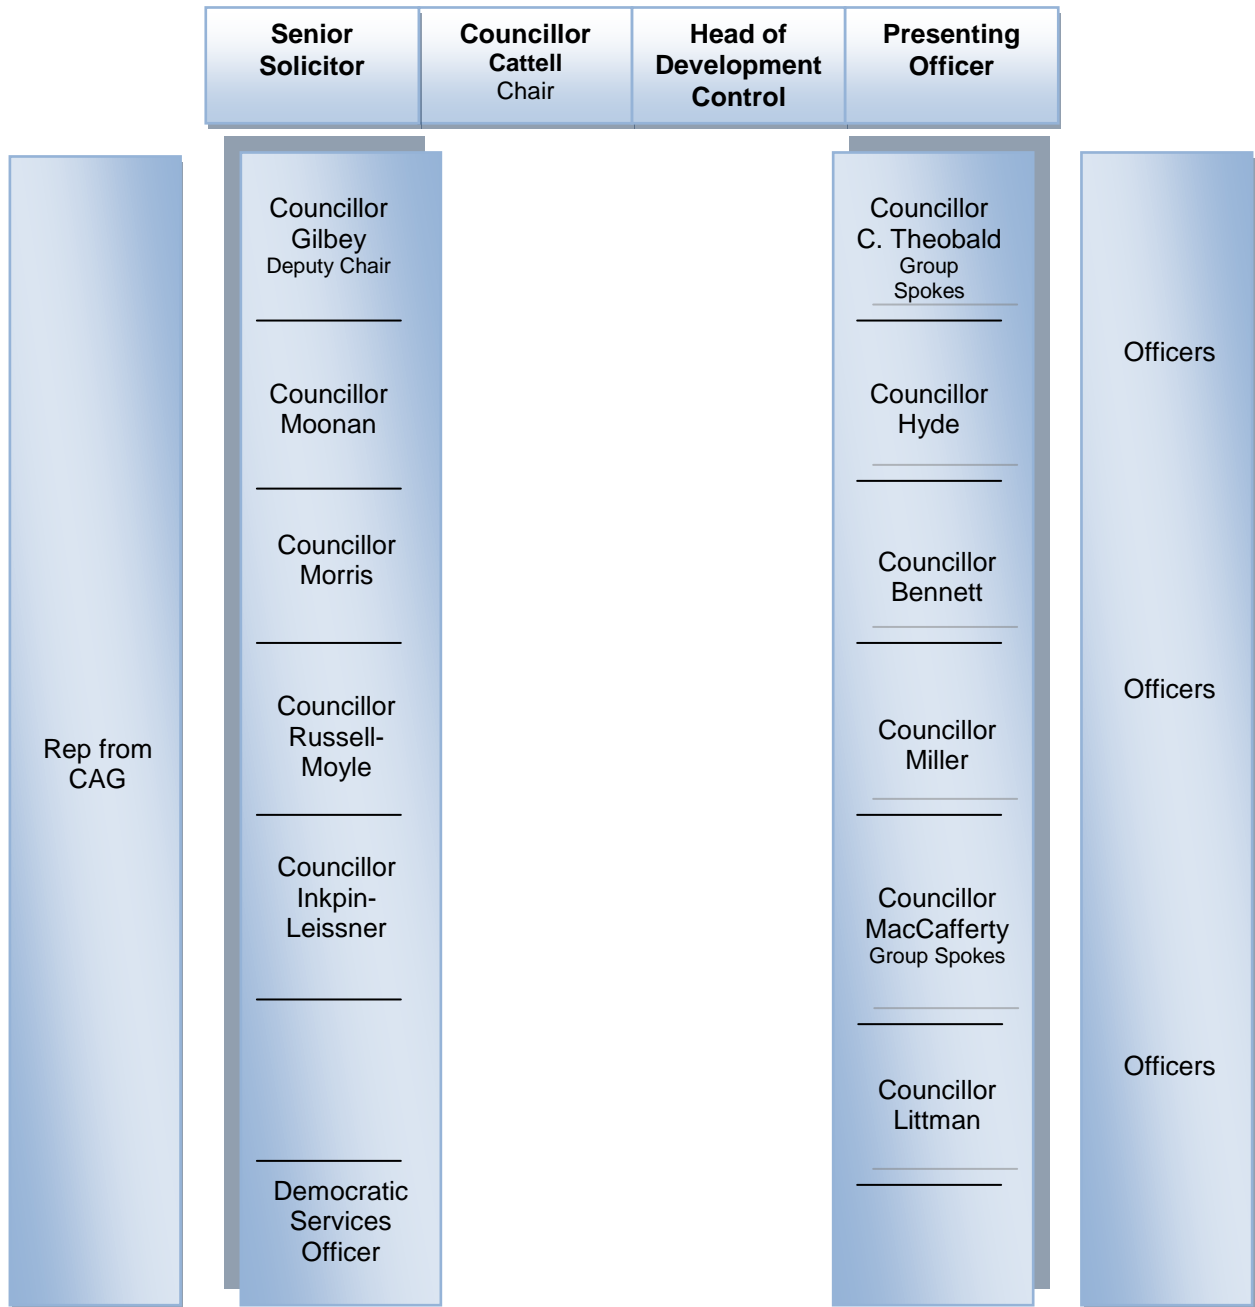 Senior
Solicitor
Councillor
Cattell
Chair
Head of
Development
Control
Presenting
Officer
Rep from
CAG
Councillor
Gilbey
Deputy Chair
Councillor
Moonan
Councillor
Morris
Councillor
Russell-
Moyle
Councillor
Inkpin-
Leissner
Democratic
Services
Officer
Councillor
C. Theobald
Group
Spokes
Councillor
Hyde
Councillor
Bennett
Councillor
Miller
Councillor
MacCafferty
Group Spokes
Councillor
Littman
Officers
Officers
Officers